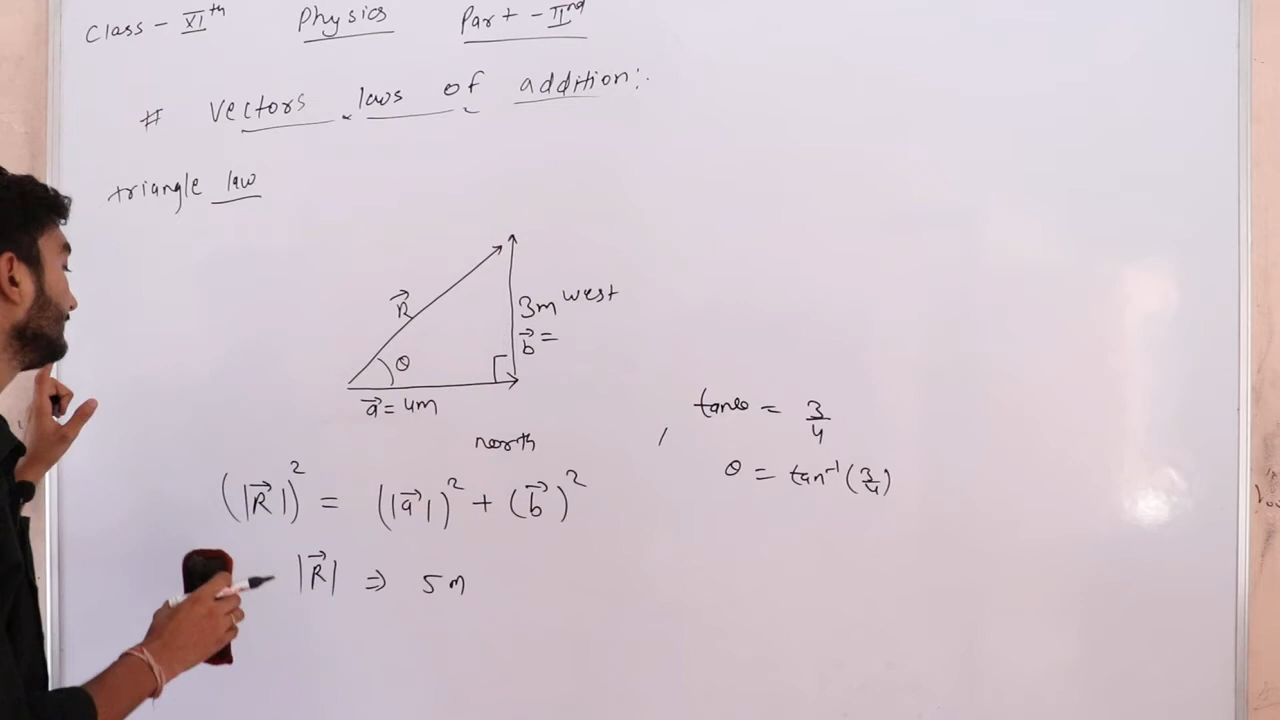 Class - XIth Physics Part - IInd
# Vectors laws of addition:.
triangle law
R⃗
3m west
θ
b⃗ =
a⃗ = 4m
north
tanθ = 3/4
θ = tan⁻¹(3/4)
(|R⃗|)² = (|a⃗|)² + (b⃗)²
|R⃗| ⇒ 5m